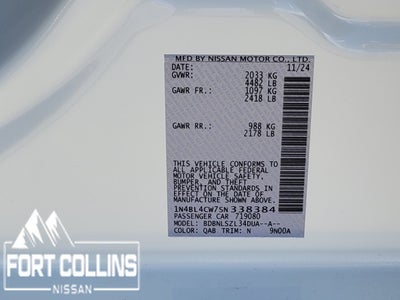 MFD BY NISSAN MOTOR CO., LTD.
DATE: 11/24
GVWR: 2033 KG
4482 LB
GAWR FR.: 1097 KG
2418 LB
GAWR RR.: 988 KG
2178 LB
THIS VEHICLE CONFORMS TO
ALL APPLICABLE FEDERAL
MOTOR VEHICLE SAFETY,
BUMPER, AND THEFT
PREVENTION STANDARDS IN
EFFECT ON THE DATE OF
MANUFACTURE SHOWN ABOVE.
1N4BL4CW7SN338384
PASSENGER CAR 719080
MODEL: BDBNLSZL34DUA--A--
COLOR: QAB TRIM: N 9N00A
FORT COLLINS
NISSAN